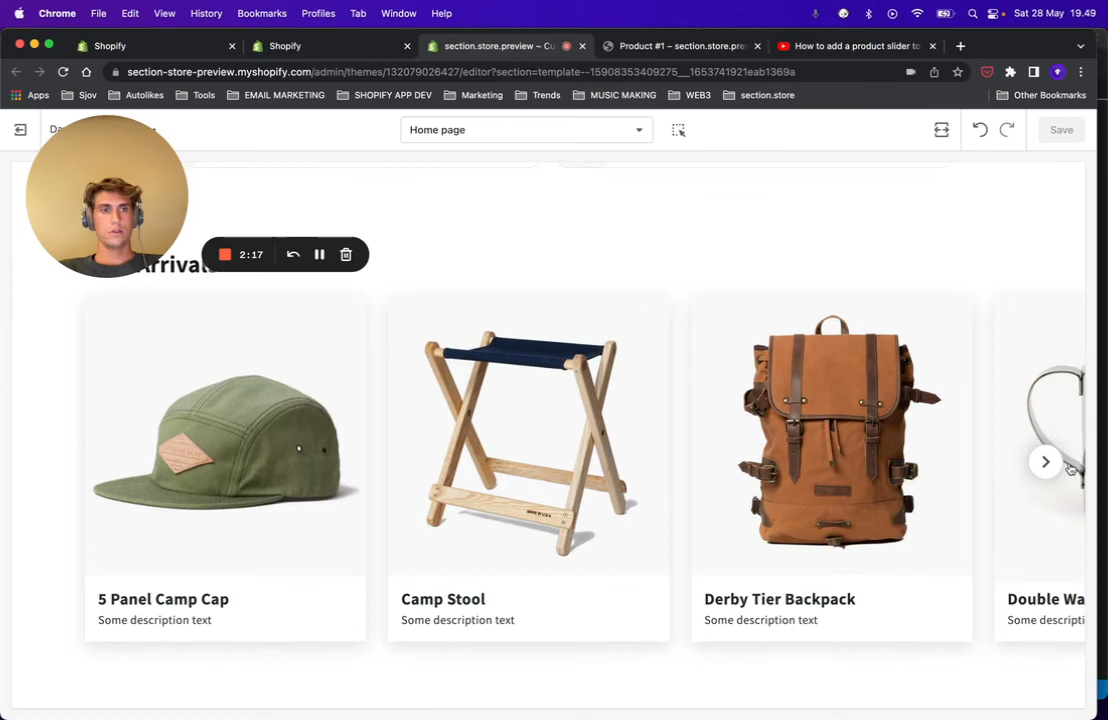 Chrome File Edit View History Bookmarks Profiles Tab Window Help Sat 28 May 19.49
Shopify Shopify section.store.preview ~ Cu Product #1 – section.store.pre How to add a product slider to
section-store-preview.myshopify.com/admin/themes/132079026427/editor?section=template--15908353409275__1653741921eab1369a
Apps Sjov Autolikes Tools EMAIL MARKETING SHOPIFY APP DEV Marketing Trends MUSIC MAKING WEB3 section.store Other Bookmarks
Home page Save
2:17
Arrivals
MADE IN U.S.A.
5 Panel Camp Cap Camp Stool Derby Tier Backpack Double Wa
Some description text Some description text Some description text Some descripti